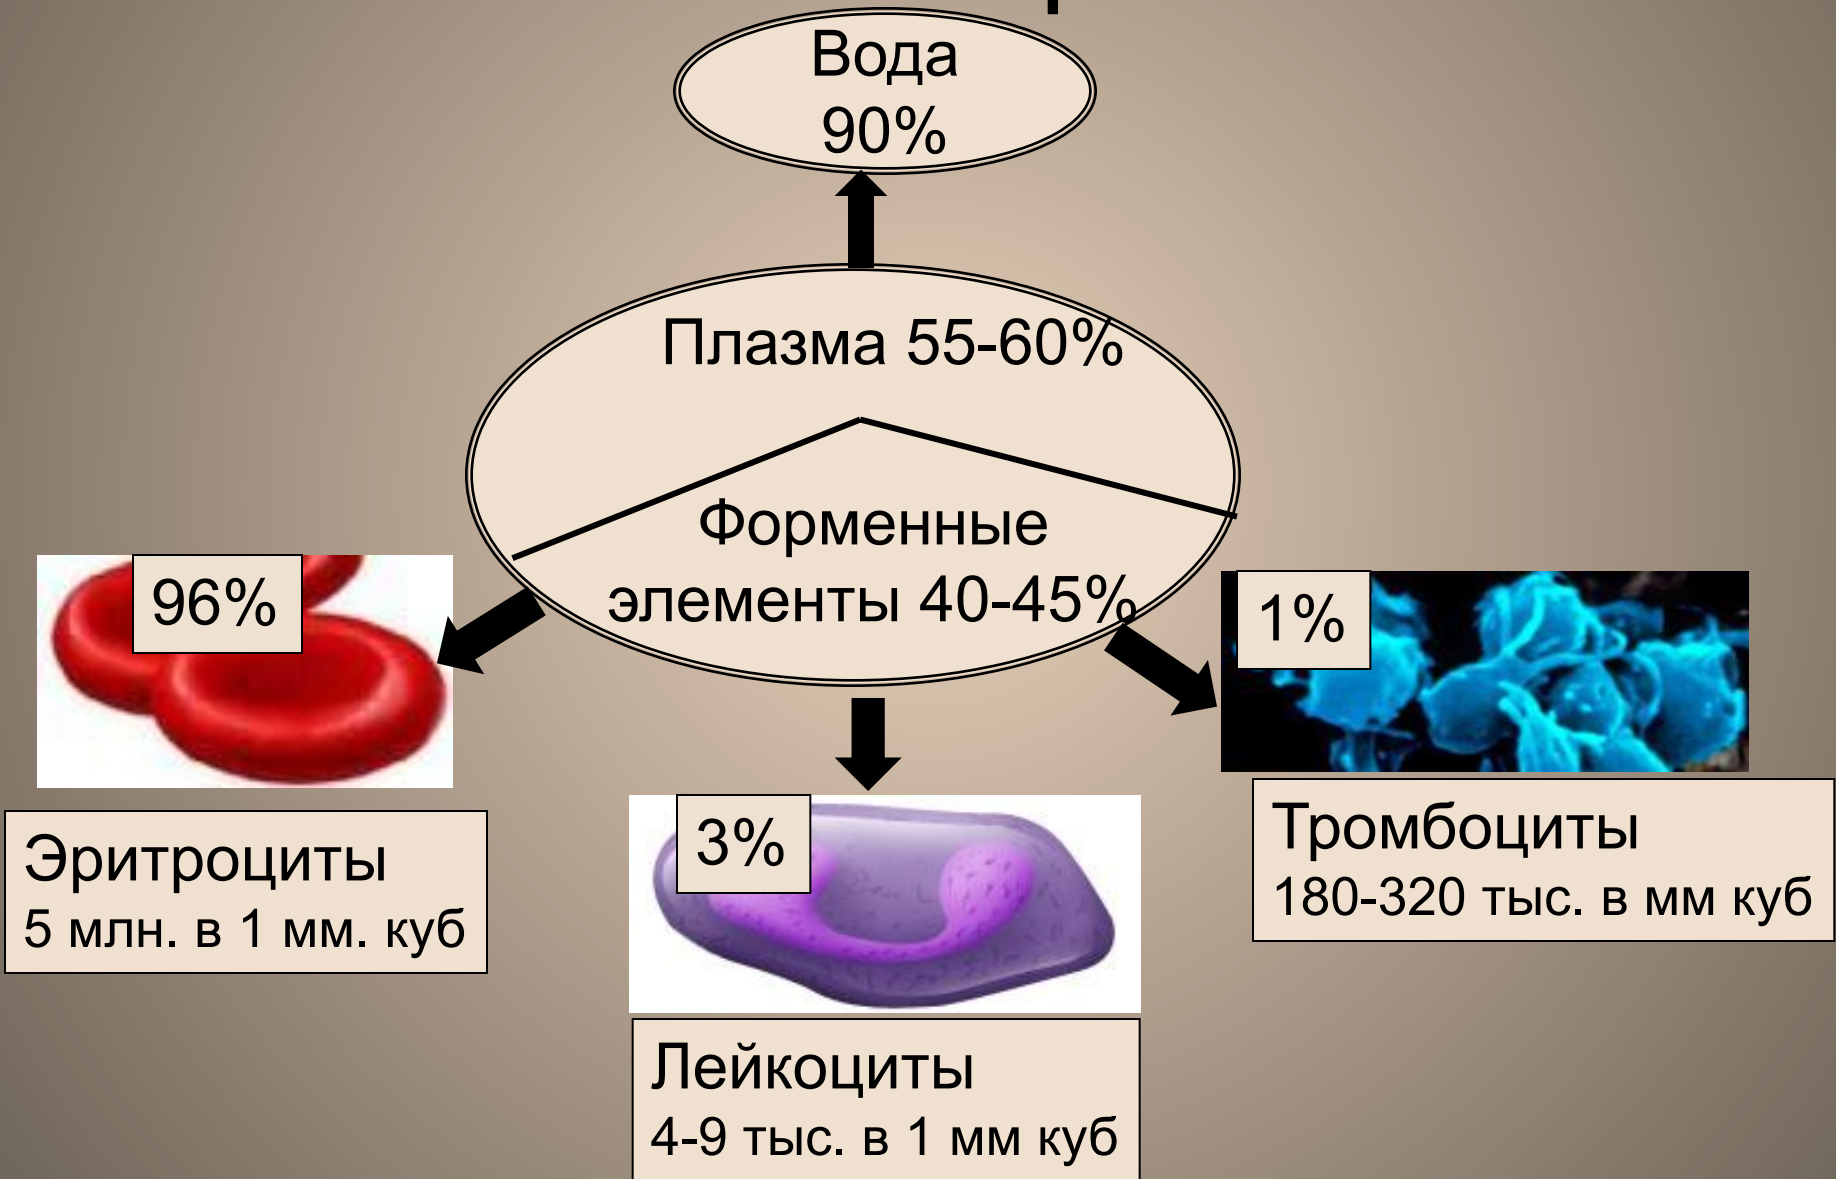 Вода
90%
Плазма 55-60%
Форменные
элементы 40-45%
96%
1%
Эритроциты
5 млн. в 1 мм. куб
3%
Тромбоциты
180-320 тыс. в мм куб
Лейкоциты
4-9 тыс. в 1 мм куб